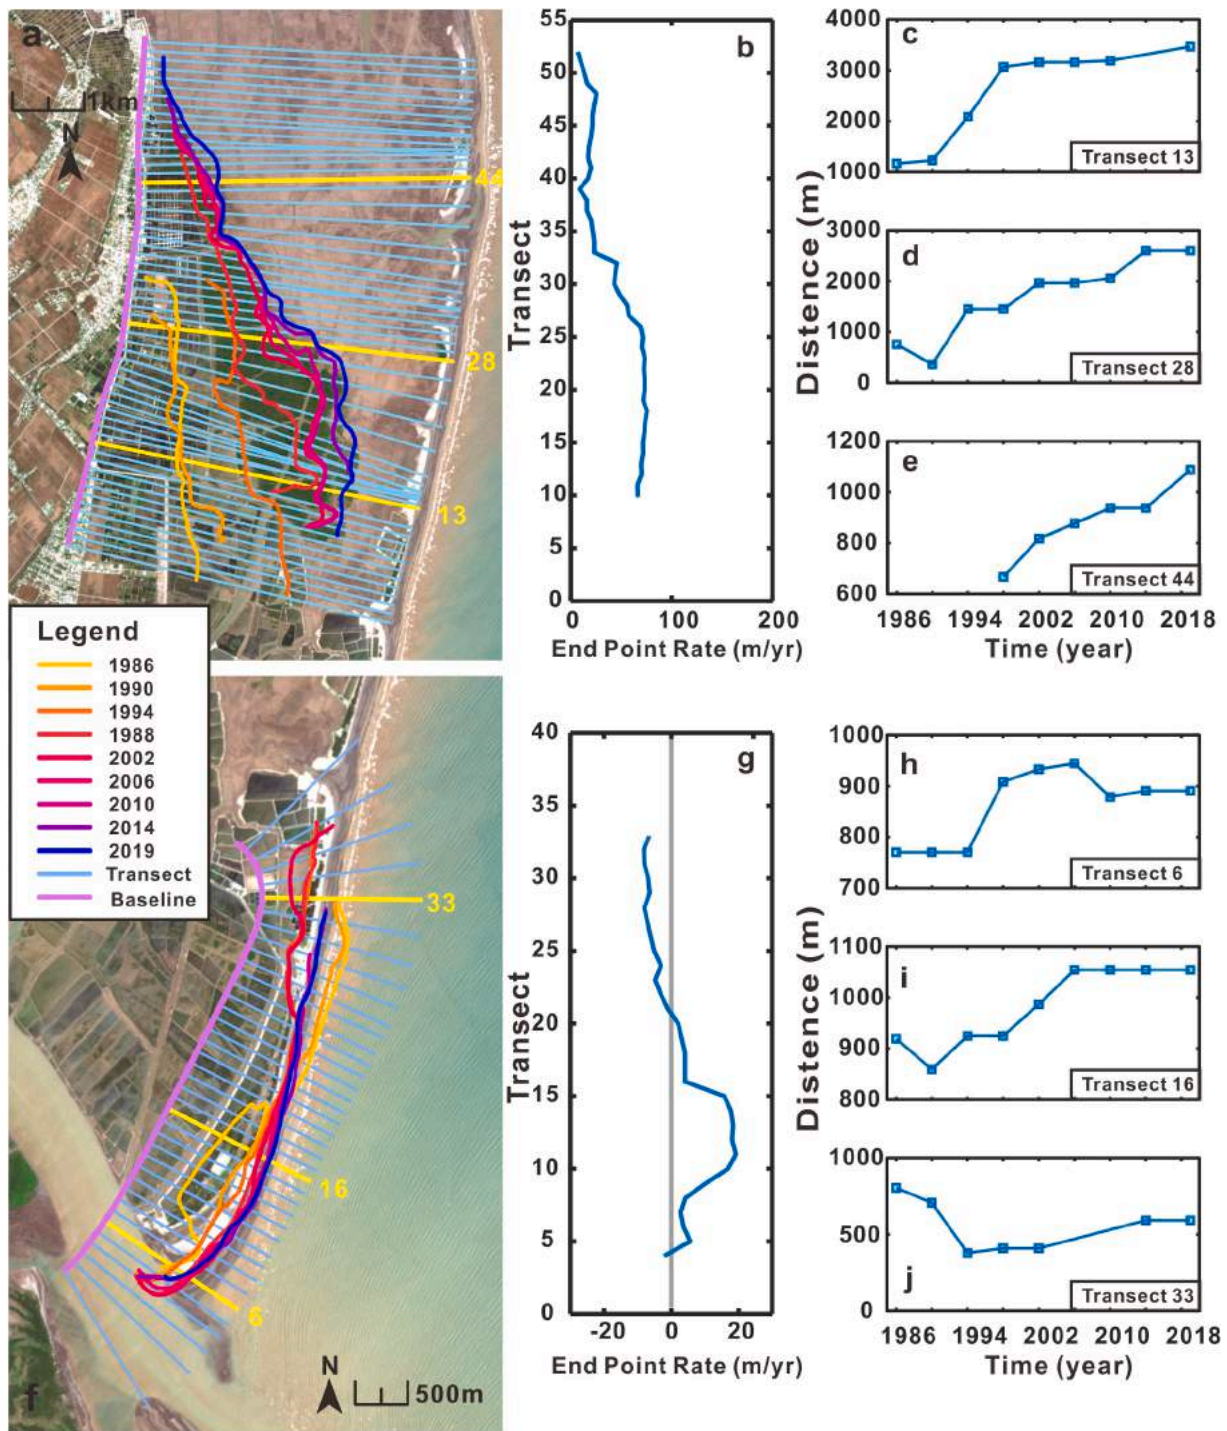 a
1km
N
44
28
13
Legend
1986
1990
1994
1988
2002
2006
2010
2014
2019
Transect
Baseline
33
16
6
N
500m
f
b
55
50
45
40
35
30
25
20
15
10
5
0
Transect
0 100 200
End Point Rate (m/yr)
c
4000
3000
2000
1000
Transect 13
Distence (m)
d
3000
2000
1000
0
Transect 28
e
1200
1000
800
600
Transect 44
1986 1994 2002 2010 2018
Time (year)
g
40
35
30
25
20
15
10
5
0
Transect
-20 0 20
End Point Rate (m/yr)
h
1000
900
800
700
Transect 6
Distence (m)
i
1100
1000
900
800
Transect 16
j
1000
500
0
Transect 33
1986 1994 2002 2010 2018
Time (year)